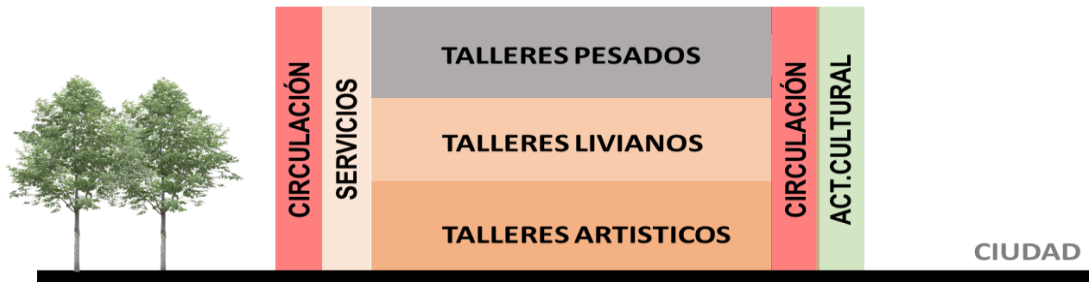 CIRCULACIÓN
SERVICIOS
TALLERES PESADOS
TALLERES LIVIANOS
TALLERES ARTISTICOS
CIRCULACIÓN
ACT.CULTURAL
CIUDAD